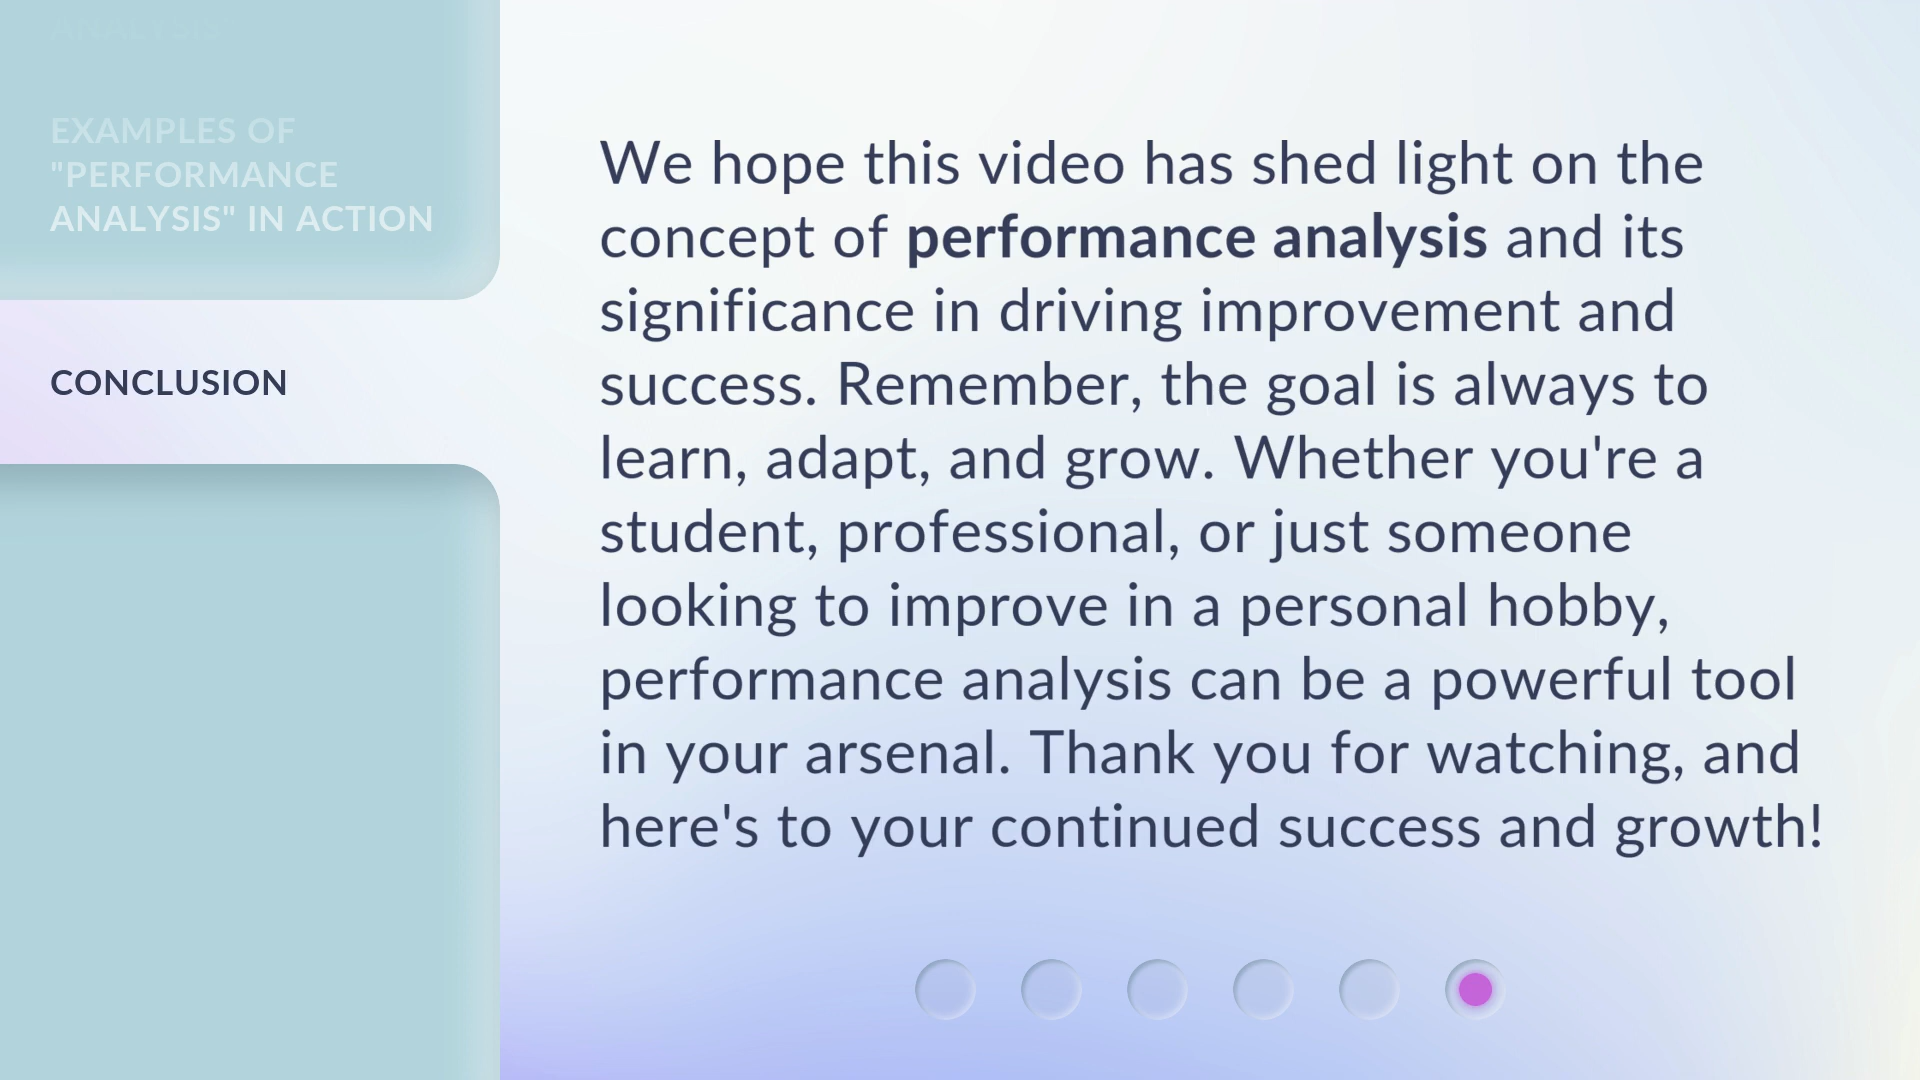 ANALYSIS"
EXAMPLES OF
"PERFORMANCE
ANALYSIS" IN ACTION
CONCLUSION
We hope this video has shed light on the
concept of performance analysis and its
significance in driving improvement and
success. Remember, the goal is always to
learn, adapt, and grow. Whether you're a
student, professional, or just someone
looking to improve in a personal hobby,
performance analysis can be a powerful tool
in your arsenal. Thank you for watching, and
here's to your continued success and growth!